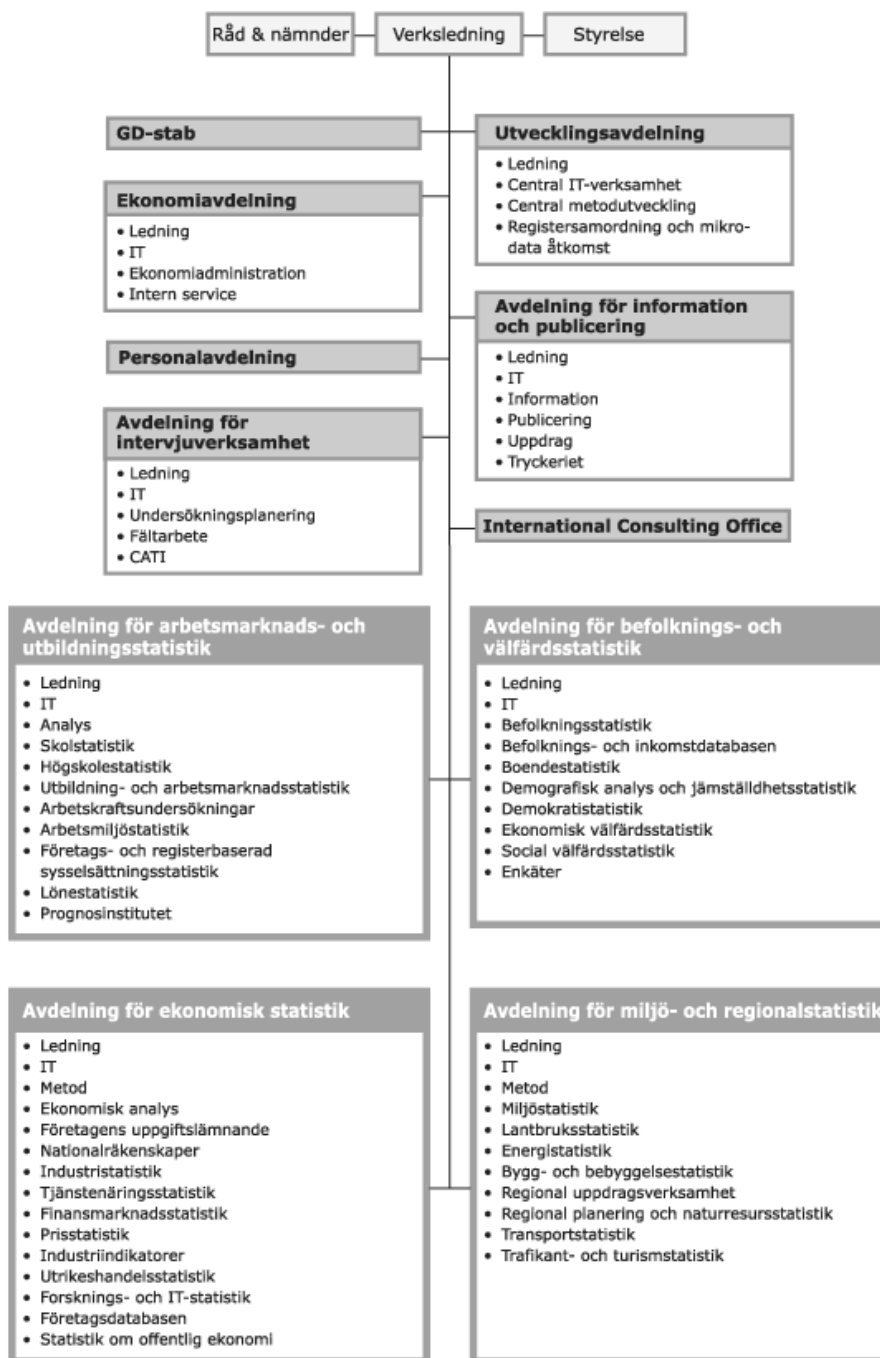 Råd & nämnder
Verksledning
Styrelse
GD-stab
Ekonomiavdelning
• Ledning
• IT
• Ekonomiadministration
• Intern service
Personalavdelning
Avdelning för
intervjuverksamhet
• Ledning
• IT
• Undersökningsplanering
• Fältarbete
• CATI
Utvecklingsavdelning
• Ledning
• Central IT-verksamhet
• Central metodutveckling
• Registersamordning och mikro-
data åtkomst
Avdelning för information
och publicering
• Ledning
• IT
• Information
• Publicering
• Uppdrag
• Tryckeriet
International Consulting Office
Avdelning för arbetsmarknads- och
utbildningsstatistik
• Ledning
• IT
• Analys
• Skolstatistik
• Högskolestatistik
• Utbildning- och arbetsmarknadsstatistik
• Arbetskraftsundersökningar
• Arbetsmiljöstatistik
• Företags- och registerbaserad
sysselsättningsstatistik
• Lönestatistik
• Prognosinstitutet
Avdelning för befolknings- och
välfärdsstatistik
• Ledning
• IT
• Befolkningsstatistik
• Befolknings- och inkomstdatabasen
• Boendestatistik
• Demografisk analys och jämställdhetsstatistik
• Demokratistatistik
• Ekonomisk välfärdsstatistik
• Social välfärdsstatistik
• Enkäter
Avdelning för ekonomisk statistik
• Ledning
• IT
• Metod
• Ekonomisk analys
• Företagens uppgiftslämnande
• Nationalräkenskaper
• Industristatistik
• Tjänstenäringsstatistik
• Finansmarknadsstatistik
• Prisstatistik
• Industriindikatorer
• Utrikeshandelsstatistik
• Forsknings- och IT-statistik
• Företagsdatabasen
• Statistik om offentlig ekonomi
Avdelning för miljö- och regionalstatistik
• Ledning
• IT
• Metod
• Miljöstatistik
• Lantbruksstatistik
• Energistatistik
• Bygg- och bebyggelsestatistik
• Regional uppdragsverksamhet
• Regional planering och naturresursstatistik
• Transportstatistik
• Trafikant- och turismstatistik